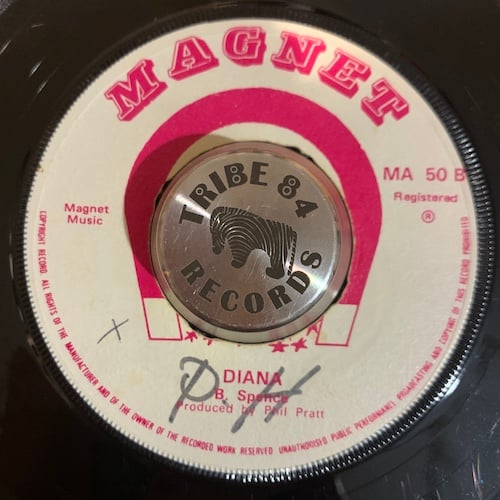 MAGNET
MA 50 B
Registered
®
Magnet
Music
TRIBE 84
RECORDS
DIANA
B. Spence
Produced by Phil Pratt
COPYRIGHT RECORD. ALL RIGHTS OF THE MANUFACTURER AND OF THE OWNER OF THE RECORDED WORK RESERVED UNAUTHORISED PUBLIC PERFORMANCE BROADCASTING AND COPYING OF THIS RECORD PROHIBITED
x